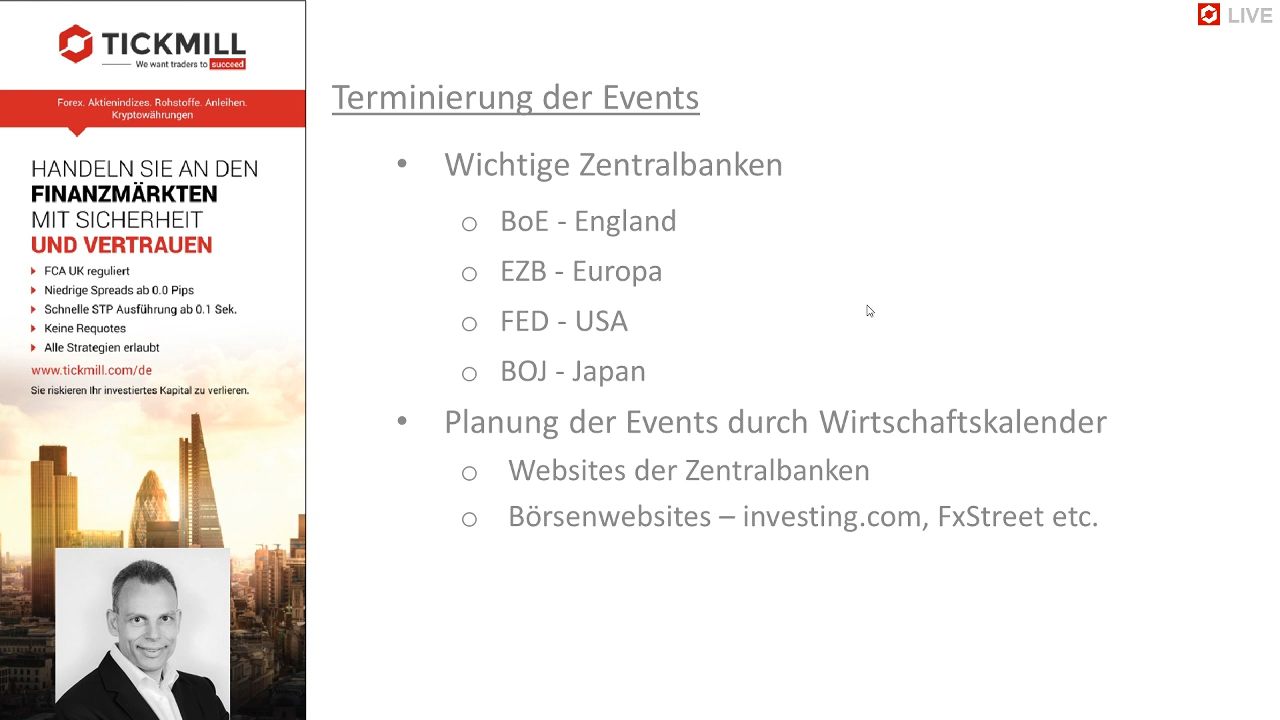 TICKMILL
We want traders to succeed
Forex. Aktienindizes. Rohstoffe. Anleihen.
Kryptowährungen
HANDELN SIE AN DEN
FINANZMÄRKTEN
MIT SICHERHEIT
UND VERTRAUEN
FCA UK reguliert
Niedrige Spreads ab 0.0 Pips
Schnelle STP Ausführung ab 0.1 Sek.
Keine Requotes
Alle Strategien erlaubt
www.tickmill.com/de
Sie riskieren Ihr investiertes Kapital zu verlieren.
LIVE
Terminierung der Events
• Wichtige Zentralbanken
o BoE - England
o EZB - Europa
o FED - USA
o BOJ - Japan
• Planung der Events durch Wirtschaftskalender
o Websites der Zentralbanken
o Börsenwebsites – investing.com, FxStreet etc.